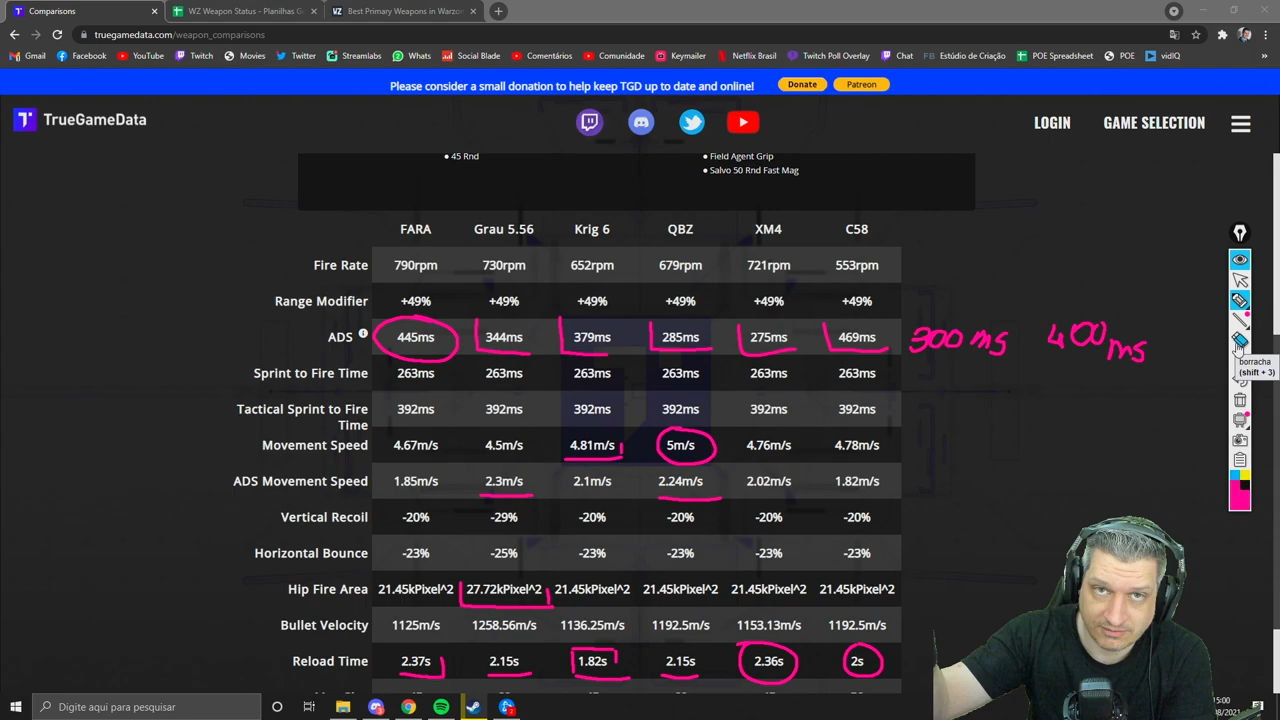 Comparisons
WZ Weapon Status - Planilhas G
Best Primary Weapons in Warzo
truegamedata.com/weapon_comparisons
Gmail Facebook YouTube Twitch Movies Twitter Streamlabs Whats Social Blade Comentários Comunidade Keymailer Netflix Brasil Twitch Poll Overlay Chat Estúdio de Criação POE Spreadsheet POE vidIQ
Please consider a small donation to help keep TGD up to date and online! Donate Patreon
TrueGameData LOGIN GAME SELECTION
• 45 Rnd • Field Agent Grip
• Salvo 50 Rnd Fast Mag
FARA Grau 5.56 Krig 6 QBZ XM4 C58
Fire Rate 790rpm 730rpm 652rpm 679rpm 721rpm 553rpm
Range Modifier +49% +49% +49% +49% +49% +49%
ADS 445ms 344ms 379ms 285ms 275ms 469ms 300 ms 400 ms
borracha
(shift + 3)
Sprint to Fire Time 263ms 263ms 263ms 263ms 263ms 263ms
Tactical Sprint to Fire
Time 392ms 392ms 392ms 392ms 392ms 392ms
Movement Speed 4.67m/s 4.5m/s 4.81m/s 5m/s 4.76m/s 4.78m/s
ADS Movement Speed 1.85m/s 2.3m/s 2.1m/s 2.24m/s 2.02m/s 1.82m/s
Vertical Recoil -20% -29% -20% -20% -20% -20%
Horizontal Bounce -23% -25% -23% -23% -23% -23%
Hip Fire Area 21.45kPixel^2 27.72kPixel^2 21.45kPixel^2 21.45kPixel^2 21.45kPixel^2 21.45kPixel^2
Bullet Velocity 1125m/s 1258.56m/s 1136.25m/s 1192.5m/s 1153.13m/s 1192.5m/s
Reload Time 2.37s 2.15s 1.82s 2.15s 2.36s 2s
Digite aqui para pesquisar
15:00